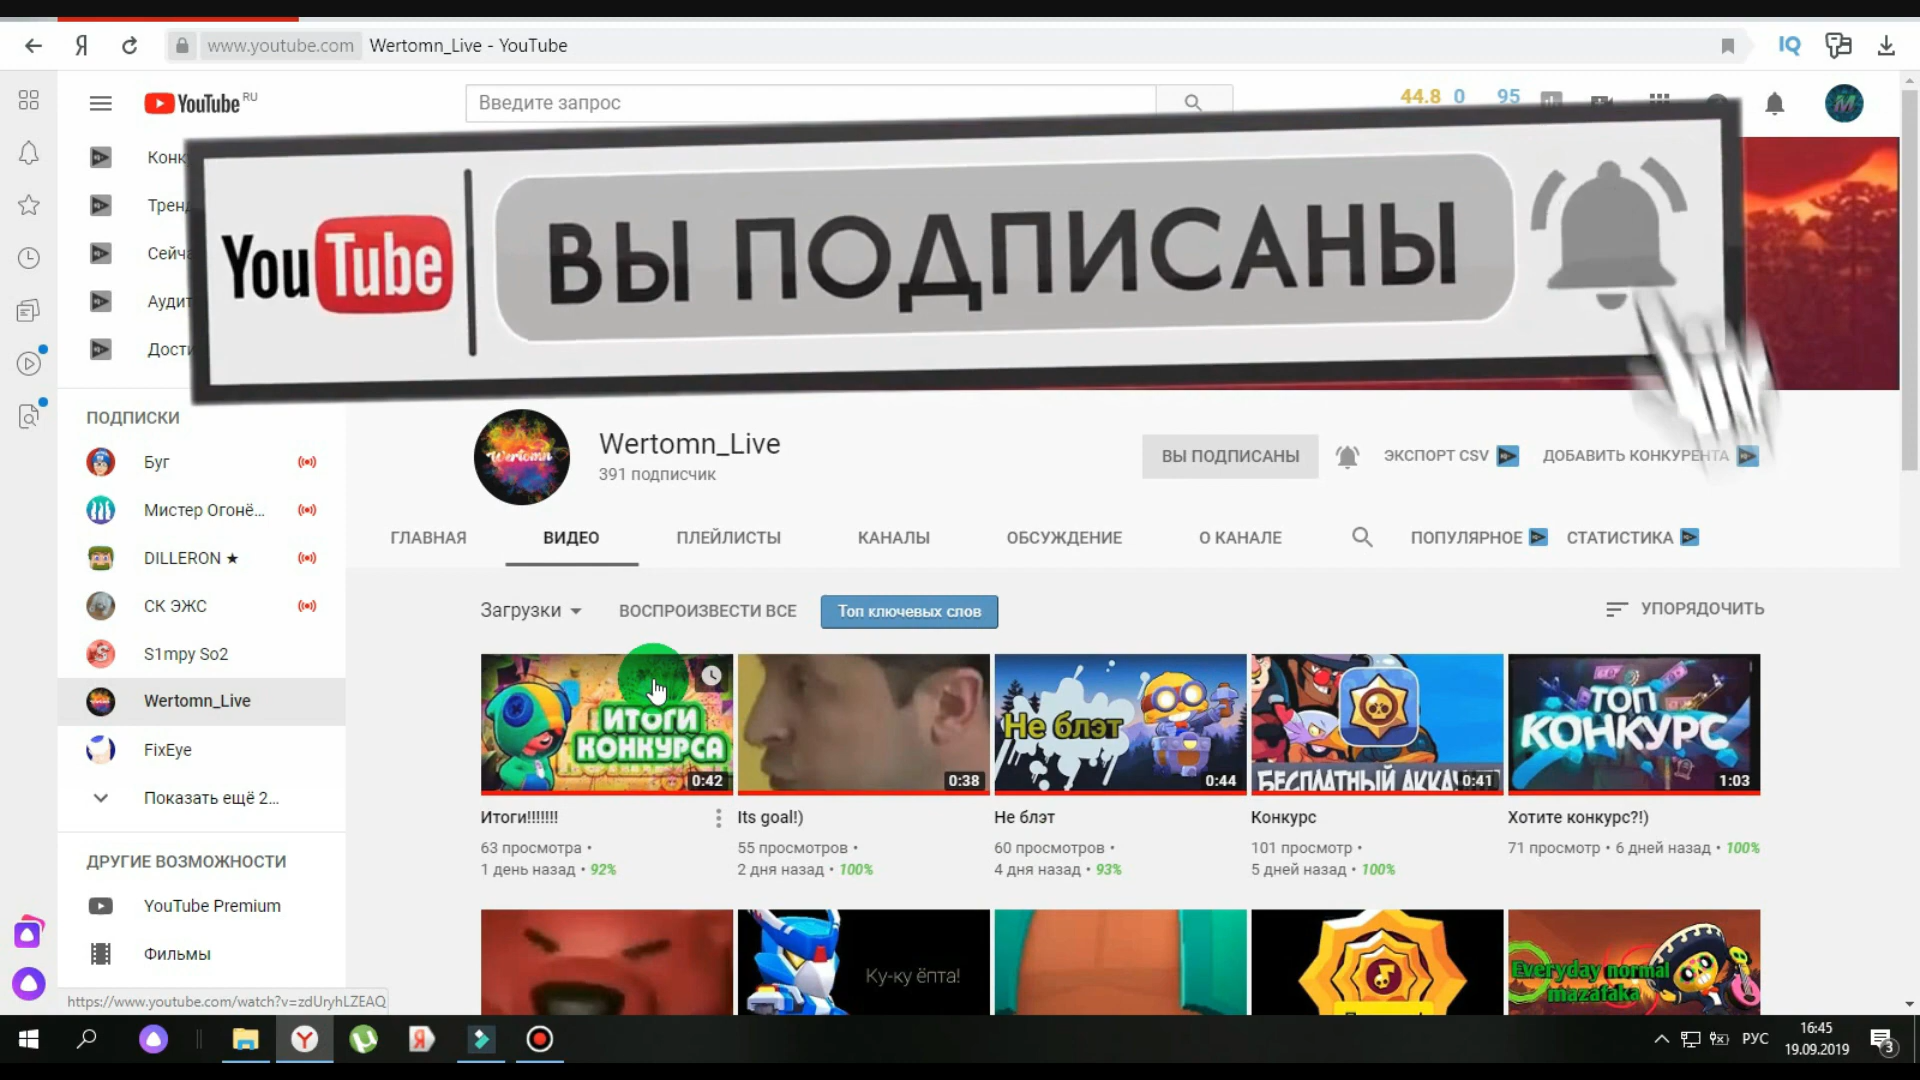 Я www.youtube.com Wertomn_Live - YouTube IQ
YouTube RU
Введите запрос
44.8 0 95
Конк
Тренд
Сейча
Аудит
Дости
YouTube ВЫ ПОДПИСАНЫ
ПОДПИСКИ
Буг
Мистер Огонё...
DILLERON ★
СК ЭЖС
S1mpy So2
Wertomn_Live
FixEye
Показать ещё 2...
ДРУГИЕ ВОЗМОЖНОСТИ
YouTube Premium
Фильмы
https://www.youtube.com/watch?v=zdUryhLZEAQ
Wertomn
Wertomn_Live
391 подписчик
ВЫ ПОДПИСАНЫ
ЭКСПОРТ CSV
ДОБАВИТЬ КОНКУРЕНТА
ГЛАВНАЯ ВИДЕО ПЛЕЙЛИСТЫ КАНАЛЫ ОБСУЖДЕНИЕ О КАНАЛЕ ПОПУЛЯРНОЕ СТАТИСТИКА
Загрузки ВОСПРОИЗВЕСТИ ВСЕ Топ ключевых слов УПОРЯДОЧИТЬ
ИТОГИ
КОНКУРСА
0:42
Итоги!!!!!!!
63 просмотра •
1 день назад • 92%
0:38
Its goal!)
55 просмотров •
2 дня назад • 100%
Не блэт
0:44
Не блэт
60 просмотров •
4 дня назад • 93%
БЕСПЛАТНЫЙ АККА
0:41
Конкурс
101 просмотр •
5 дней назад • 100%
ТОП
КОНКУРС
1:03
Хотите конкурс?!)
71 просмотр • 6 дней назад • 100%
Ку-ку ёпта!
Everyday normal
mazafaka
РУС
16:45
19.09.2019
3